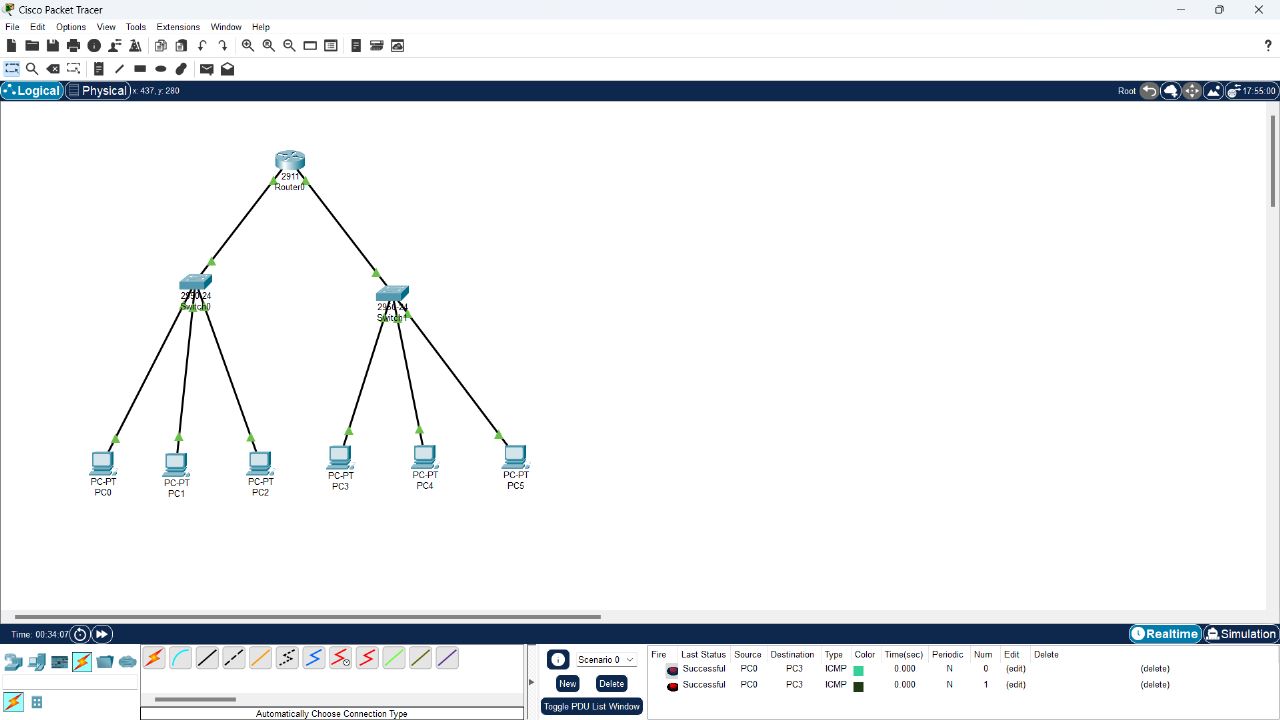 Cisco Packet Tracer
File Edit Options View Tools Extensions Window Help
?
Logical Physical x: 437, y: 280 Root 17:55:00
2911
Router0
2950-24
Switch0
2950-24
Switch1
PC-PT
PC0
PC-PT
PC1
PC-PT
PC2
PC-PT
PC3
PC-PT
PC4
PC-PT
PC5
Time: 00:34:07 Realtime Simulation
Scenario 0
New Delete
Toggle PDU List Window
Automatically Choose Connection Type
Fire Last Status Source Destination Type Color Time(sec) Periodic Num Edit Delete
Successful PC0 PC3 ICMP 0.000 N 0 (edit) (delete)
Successful PC0 PC3 ICMP 0.000 N 1 (edit) (delete)